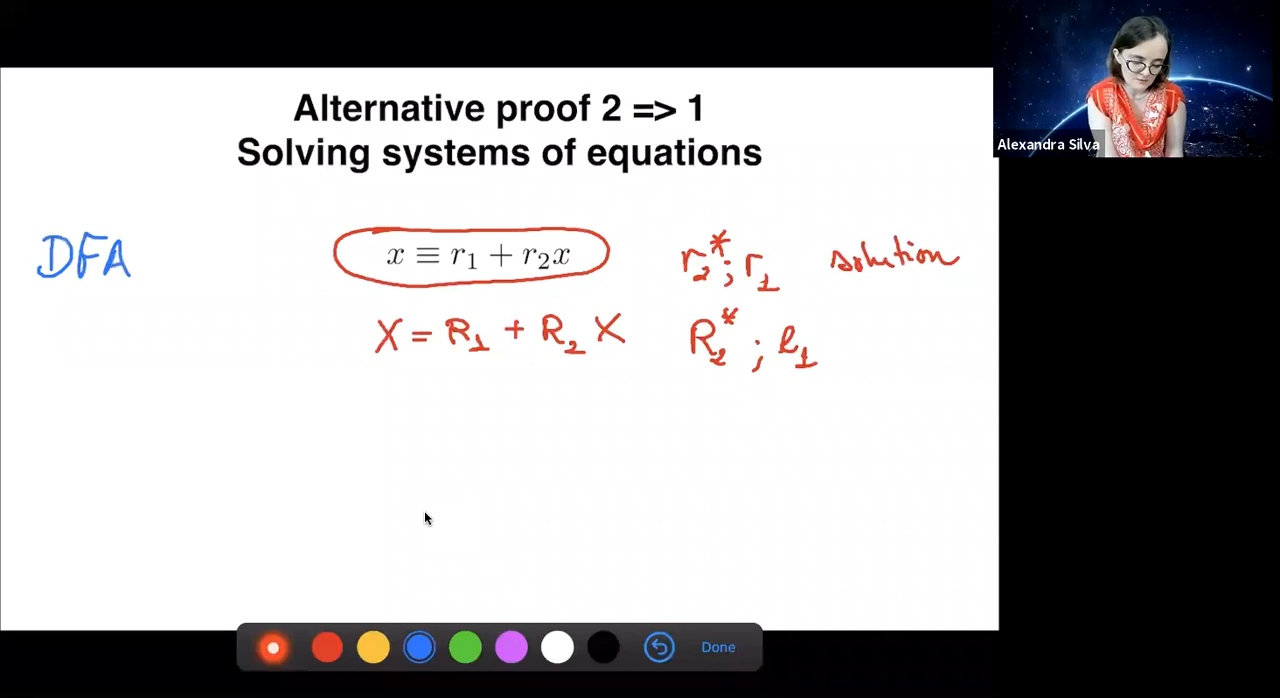 Alternative proof 2 => 1
Solving systems of equations
Alexandra Silva
DFA
x ≡ r₁ + r₂x
r₂*; r₁ solution
X = R₁ + R₂ X
R₂* ; R₁
Done